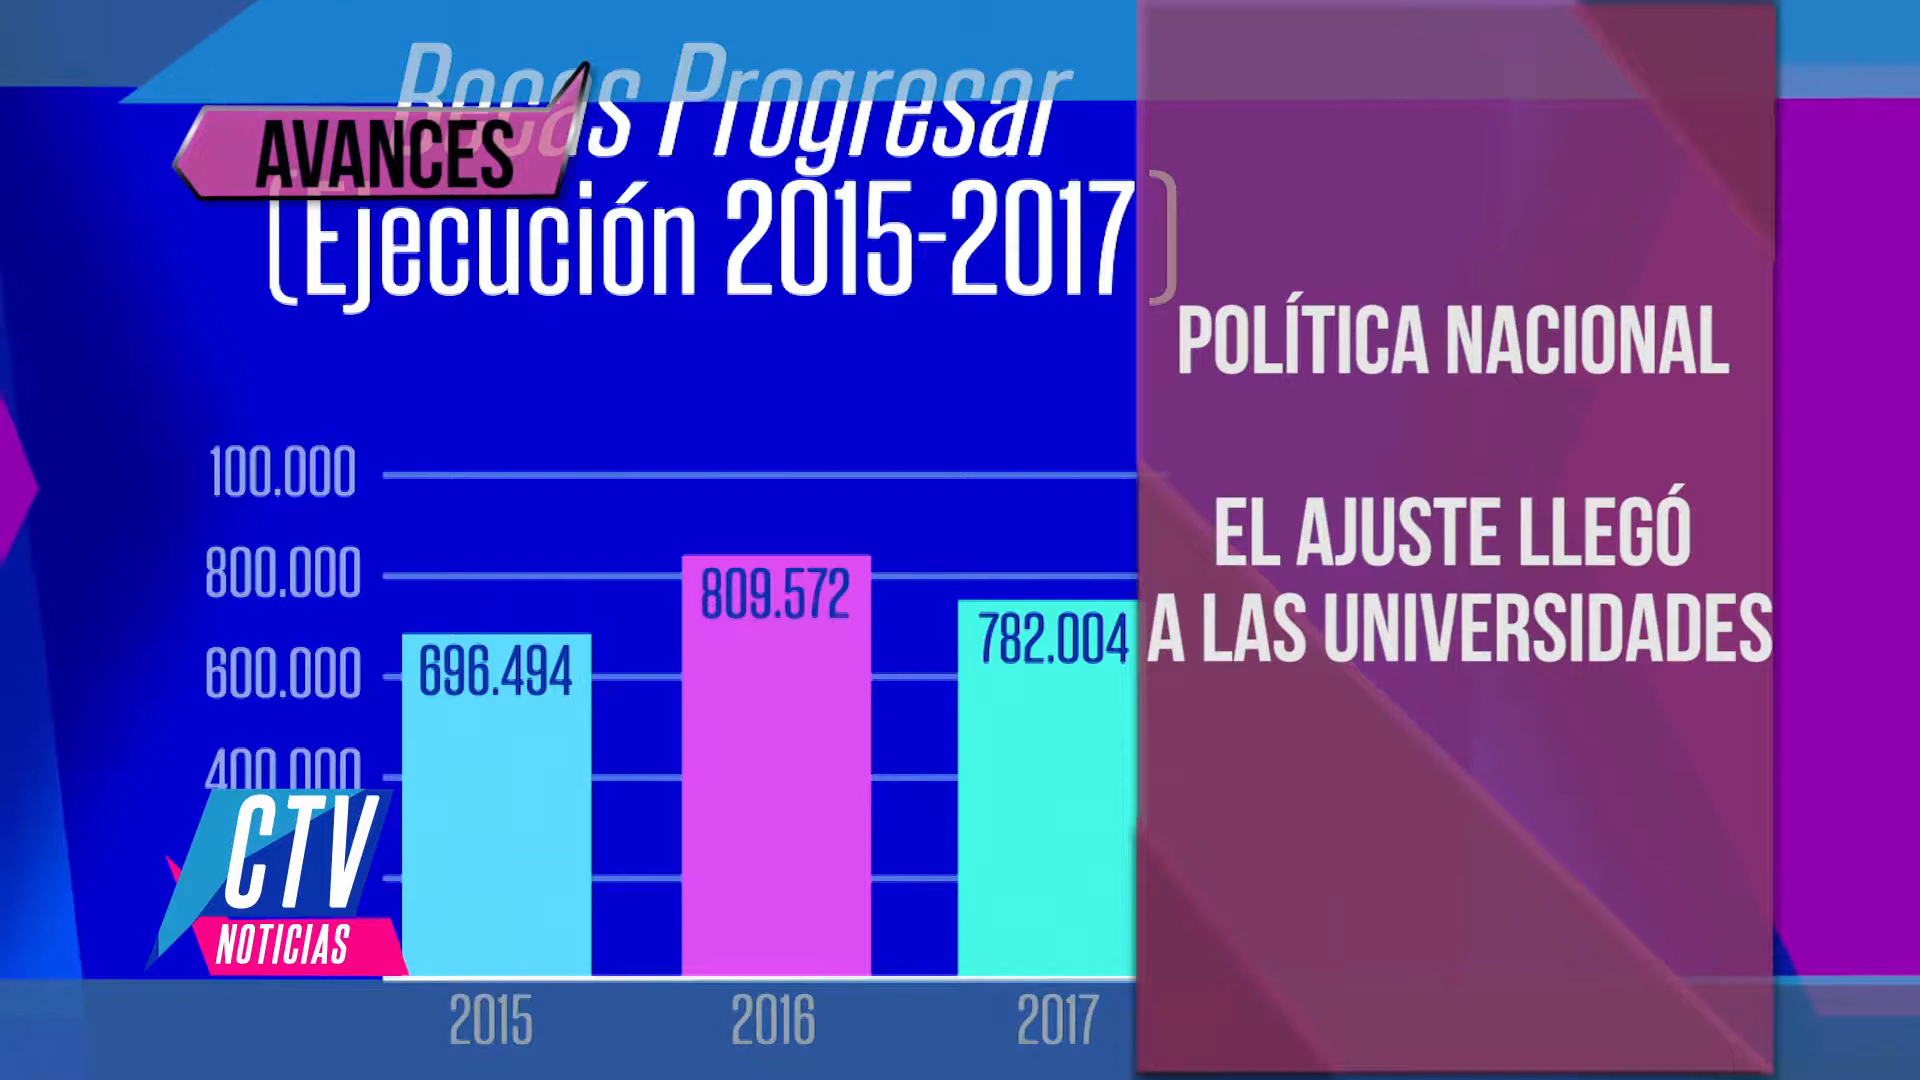 Becas Progresar
AVANCES
(Ejecución 2015-2017)
POLÍTICA NACIONAL
EL AJUSTE LLEGÓ
A LAS UNIVERSIDADES
100.000
800.000
600.000
400.000
696.494
809.572
782.004
CTV
NOTICIAS
2015
2016
2017